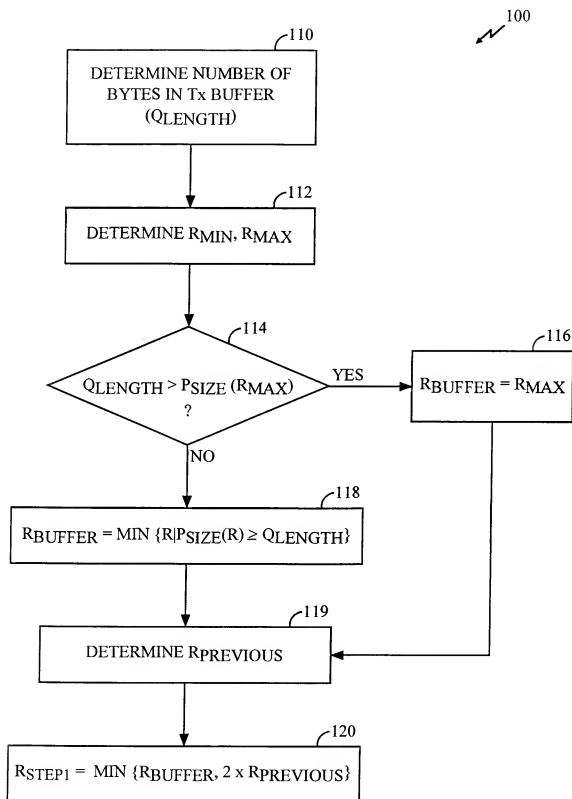 100
110
DETERMINE NUMBER OF
BYTES IN Tx BUFFER
(QLENGTH)
112
DETERMINE RMIN, RMAX
114
QLENGTH > PSIZE (RMAX)
?
YES
116
RBUFFER = RMAX
NO
118
RBUFFER = MIN {R|PSIZE(R) ≥ QLENGTH}
119
DETERMINE RPREVIOUS
120
RSTEP1 = MIN {RBUFFER, 2 x RPREVIOUS}